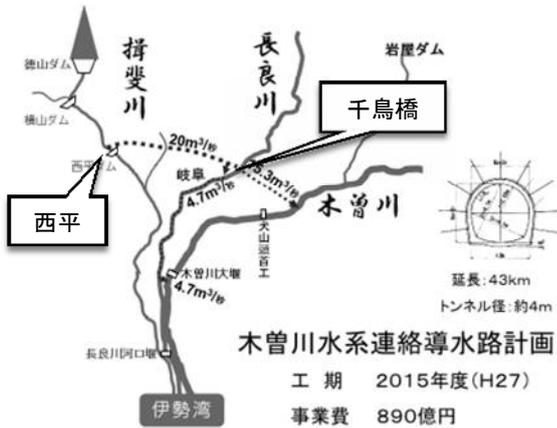 徳山ダム
揖斐川
長良川
岩屋ダム
横山ダム
千鳥橋
20m³/秒
西平ダム
岐阜
15.3m³/秒
4.7m³/秒
木曽川
西平
犬山頭首工
木曽川大堰
4.7m³/秒
延長:43km
トンネル径:約4m
長良川河口堰
木曽川水系連絡導水路計画
工 期 2015年度(H27)
伊勢湾
事業費 890億円